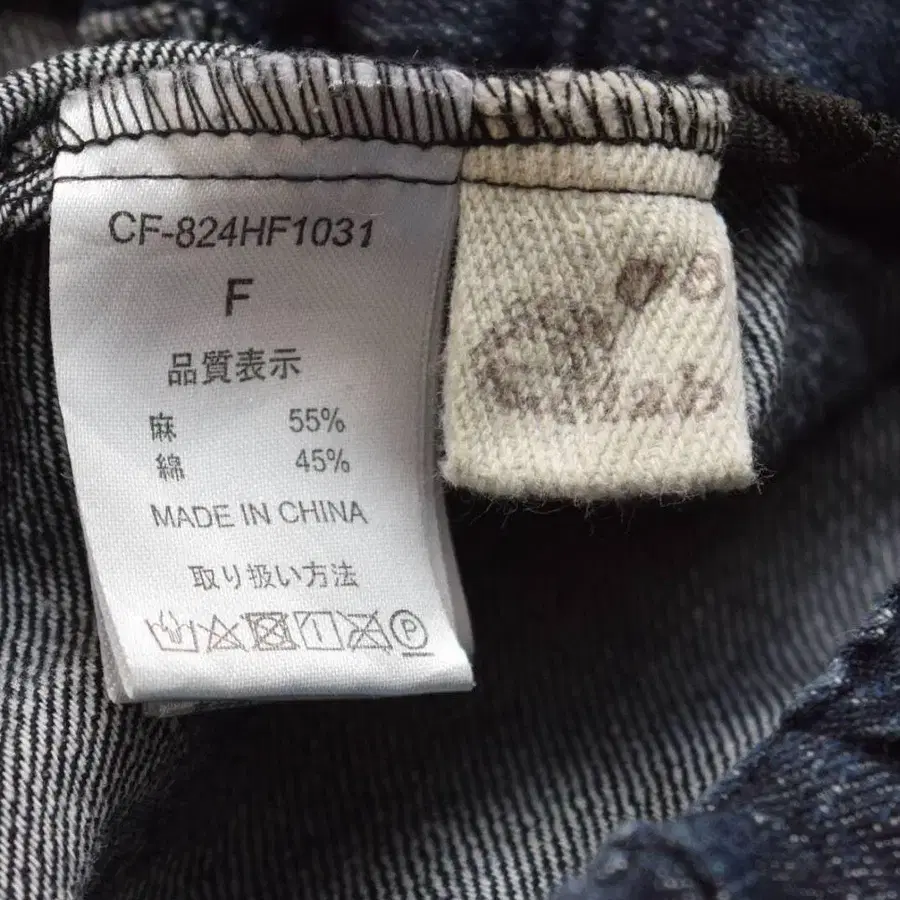 CF-824HF1031
F
品質表示
麻 55%
綿 45%
MADE IN CHINA
取り扱い方法
P